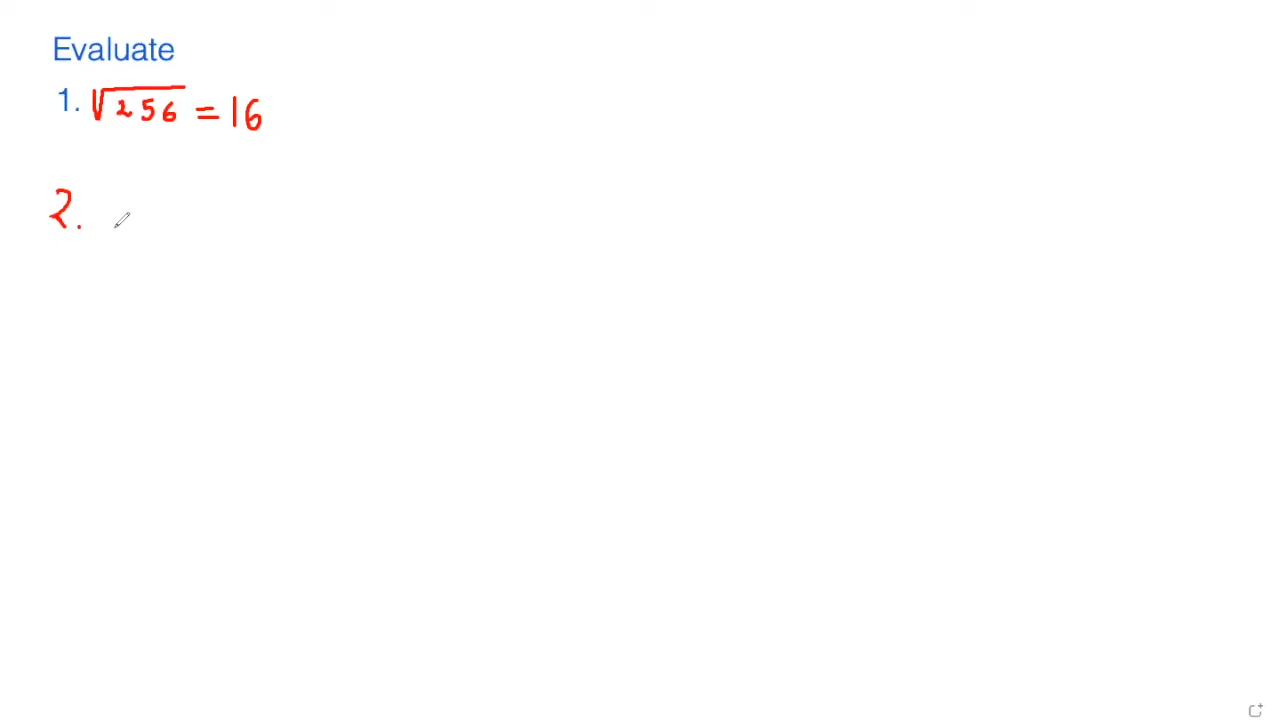 Evaluate
1. √256 = 16
2.